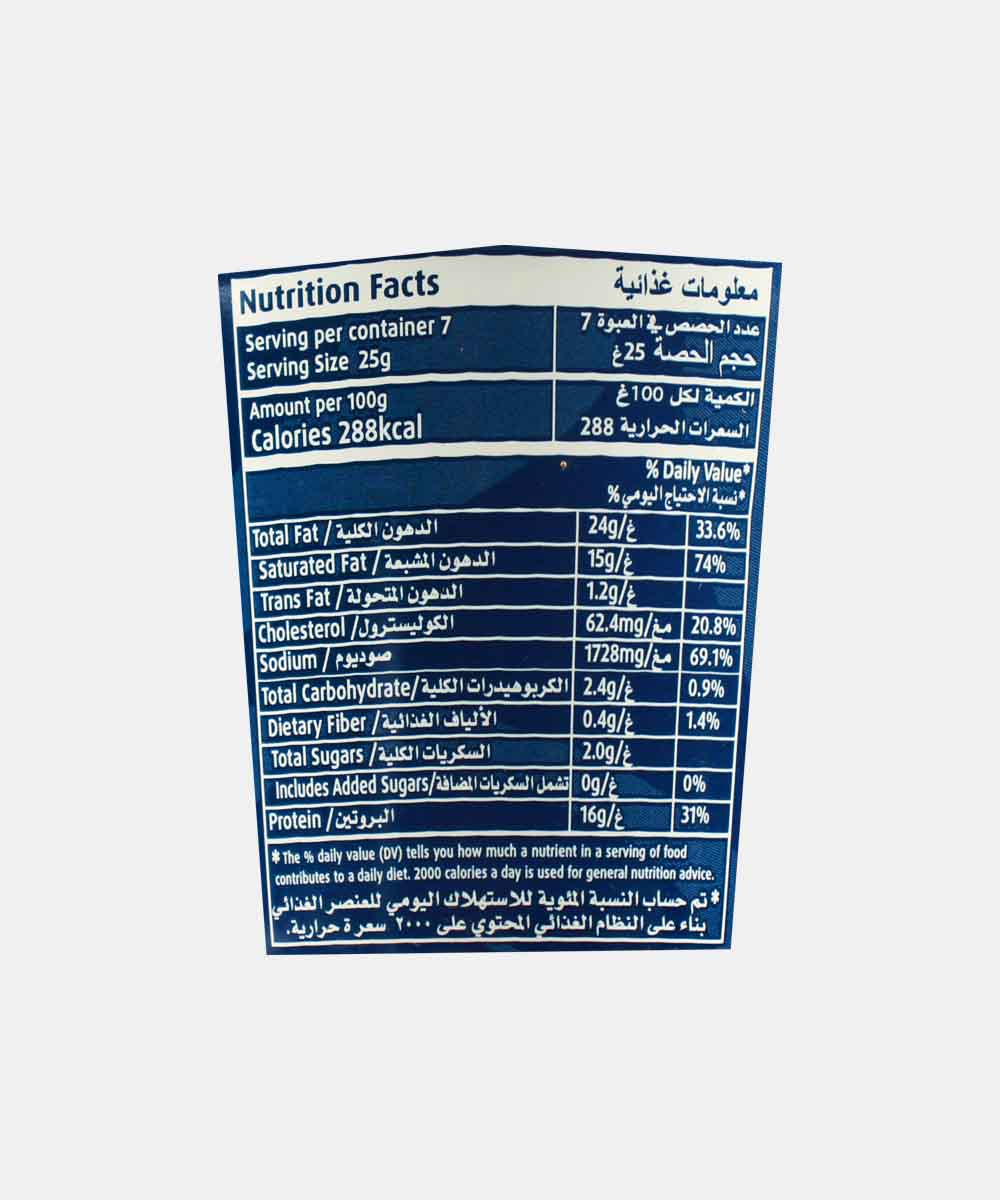 Nutrition Facts معلومات غذائية
Serving per container 7 عدد الحصص في العبوة 7
Serving Size 25g حجم الحصة 25غ
Amount per 100g الكمية لكل 100غ
Calories 288kcal السعرات الحرارية 288
% Daily Value*
*نسبة الاحتياج اليومي %
Total Fat / الدهون الكلية 24g/غ 33.6%
Saturated Fat / الدهون المشبعة 15g/غ 74%
Trans Fat / الدهون المتحولة 1.2g/غ
Cholesterol / الكوليسترول 62.4mg/مغ 20.8%
Sodium / صوديوم 1728mg/مغ 69.1%
Total Carbohydrate/الكربوهيدرات الكلية 2.4g/غ 0.9%
Dietary Fiber / الألياف الغذائية 0.4g/غ 1.4%
Total Sugars / السكريات الكلية 2.0g/غ
Includes Added Sugars/تشمل السكريات المضافة 0g/غ 0%
Protein / البروتين 16g/غ 31%
* The % daily value (DV) tells you how much a nutrient in a serving of food
contributes to a daily diet. 2000 calories a day is used for general nutrition advice.
* تم حساب النسبة المئوية للاستهلاك اليومي للعنصر الغذائي
بناء على النظام الغذائي المحتوي على ٢٠٠٠ سعرة حرارية.